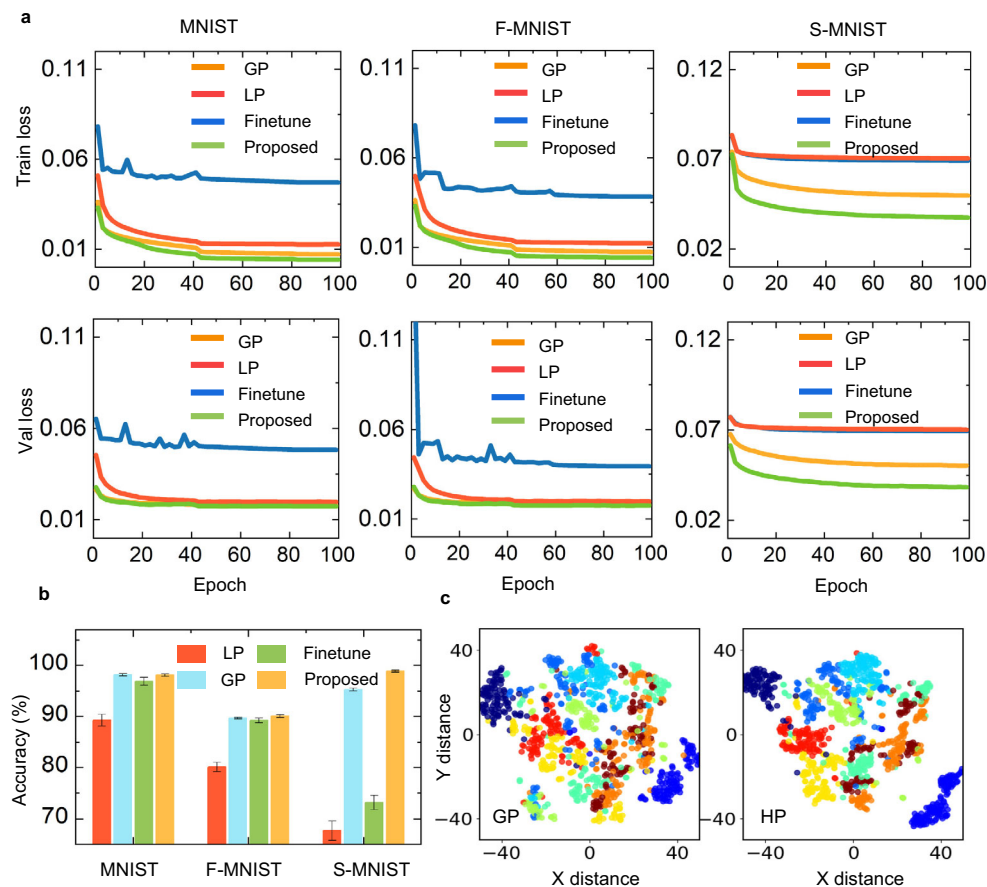 a
MNIST
F-MNIST
S-MNIST
Train loss
0.11
0.06
0.01
GP
LP
Finetune
Proposed
0 20 40 60 80 100
0.11
0.06
0.01
GP
LP
Finetune
Proposed
0 20 40 60 80 100
0.12
0.07
0.02
GP
LP
Finetune
Proposed
0 20 40 60 80 100
Val loss
0.11
0.06
0.01
GP
LP
Finetune
Proposed
0 20 40 60 80 100
Epoch
0.11
0.06
0.01
GP
LP
Finetune
Proposed
0 20 40 60 80 100
Epoch
0.12
0.07
0.02
GP
LP
Finetune
Proposed
0 20 40 60 80 100
Epoch
b
Accuracy (%)
100
90
80
70
LP Finetune
GP Proposed
MNIST F-MNIST S-MNIST
c
Y distance
40
0
−40
GP
−40 0 40
X distance
40
0
−40
HP
−40 0 40
X distance